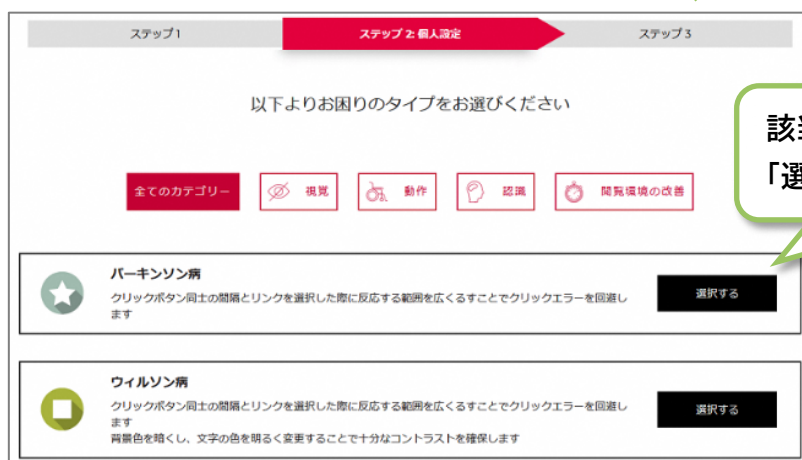 ステップ1
ステップ2: 個人設定
ステップ3
以下よりお困りのタイプをお選びください
全てのカテゴリー
視覚
動作
認識
閲覧環境の改善
該
「選
パーキンソン病
クリックボタン同士の間隔とリンクを選択した際に反応する範囲を広くるすことでクリックエラーを回避し
ます
選択する
ウィルソン病
クリックボタン同士の間隔とリンクを選択した際に反応する範囲を広くるすことでクリックエラーを回避し
ます
背景色を暗くし、文字の色を明るく変更することで十分なコントラストを確保します
選択する